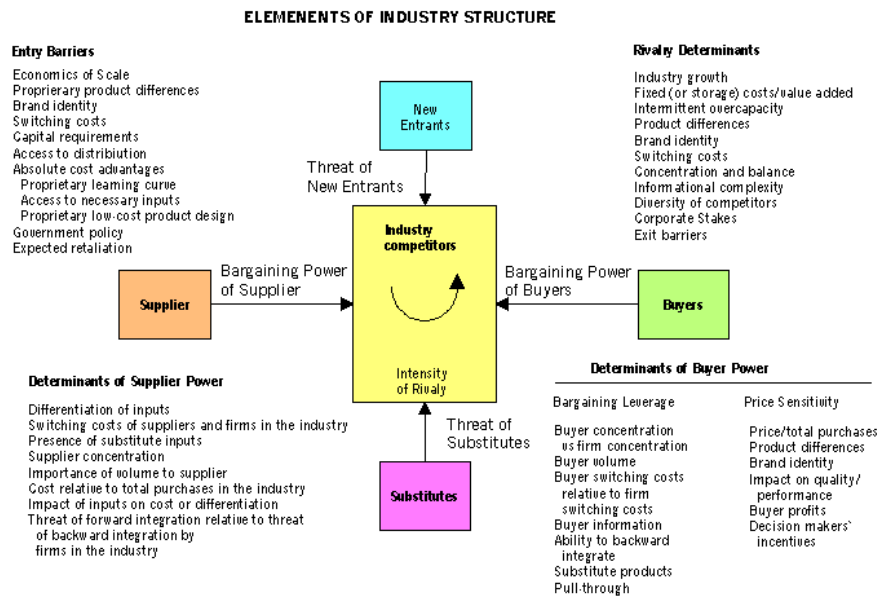 ELEMENENTS OF INDUSTRY STRUCTURE
Entry Barriers
Economics of Scale
Proprierary product differences
Brand identity
Switching costs
Capital requirements
Access to distribiution
Absolute cost advantages
Proprietary learning curve
Access to necessary inputs
Proprietary low-cost product design
Government policy
Expected retaliation
Rivalry Determinants
Industry growth
Fixed (or storage) costs/value added
Intermittent overcapacity
Product differences
Brand identity
Switching costs
Concentration and balance
Informational complexity
Diversity of competitors
Corporate Stakes
Exit barriers
New
Entrants
Threat of
New Entrants
Industry
competitors
Intensity
of Rivaly
Supplier
Bargaining Power
of Supplier
Bargaining Power
of Buyers
Buyers
Threat of
Substitutes
Substitutes
Determinants of Supplier Power
Differentiation of inputs
Switching costs of suppliers and firms in the industry
Presence of substitute inputs
Supplier concentration
Importance of volume to supplier
Cost relative to total purchases in the industry
Impact of inputs on cost or differentiation
Threat of forward integration relative to threat
of backward integration by
firms in the industry
Determinants of Buyer Power
Bargaining Leverage
Buyer concentration
vs firm concentration
Buyer volume
Buyer switching costs
relative to firm
switching costs
Buyer information
Ability to backward
integrate
Substitute products
Pull-through
Price Sensitivity
Price/total purchases
Product differences
Brand identity
Impact on quality/
performance
Buyer profits
Decision makers`
incentives